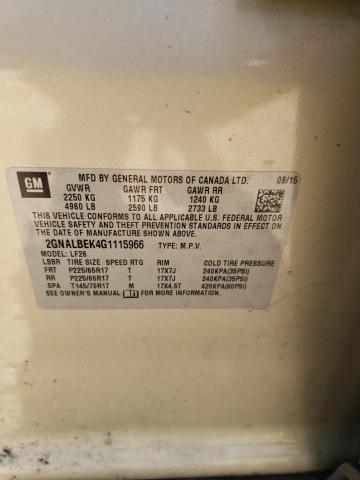 GM
MFD BY GENERAL MOTORS OF CANADA LTD. 09/15
GVWR GAWR FRT GAWR RR
2250 KG 1175 KG 1240 KG
4960 LB 2590 LB 2733 LB
THIS VEHICLE CONFORMS TO ALL APPLICABLE U.S. FEDERAL MOTOR
VEHICLE SAFETY, BUMPER, AND THEFT PREVENTION STANDARDS IN
EFFECT ON THE DATE OF MANUFACTURE SHOWN ABOVE.
2GNALBEK4G1115966 TYPE: M.P.V.
MODEL: LF26
LBBR TIRE SIZE SPEED RTG RIM COLD TIRE PRESSURE
FRT P225/65R17 T 17X7J 240KPA(35PSI)
RR P225/65R17 T 17X7J 240KPA(35PSI)
SPA T145/70R17 M 17X4.5T 420KPA(60PSI)
SEE OWNER'S MANUAL FOR MORE INFORMATION